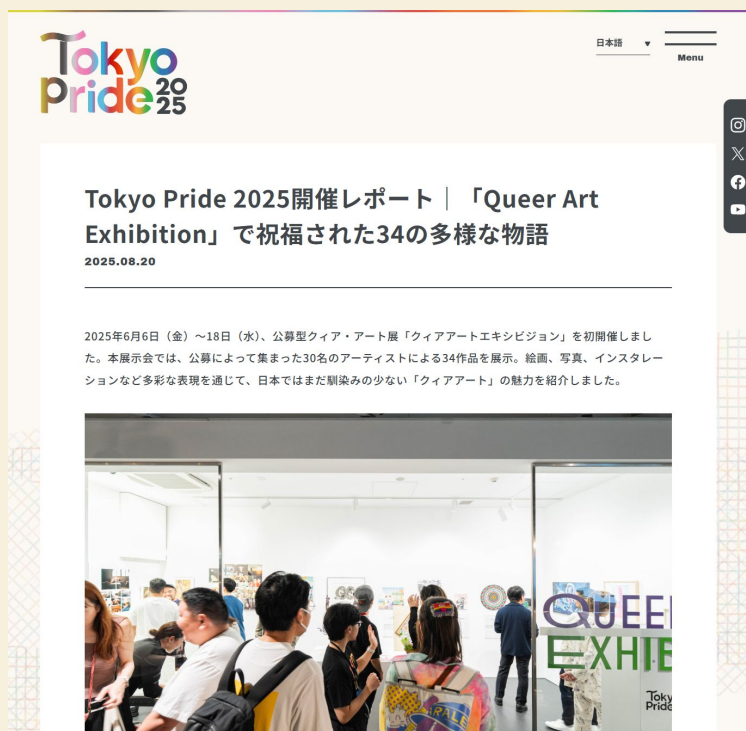 Tokyo
Pride 20
25
日本語 ▼
Menu
Tokyo Pride 2025開催レポート｜「Queer Art
Exhibition」で祝福された34の多様な物語
2025.08.20
2025年6月6日（金）〜18日（水）、公募型クィア・アート展「クィアアートエキシビジョン」を初開催しまし
た。本展示会では、公募によって集まった30名のアーティストによる34作品を展示。絵画、写真、インスタレー
ションなど多彩な表現を通じて、日本ではまだ馴染みの少ない「クィアアート」の魅力を紹介しました。
QUEE
EXHIB
Toky
Pride